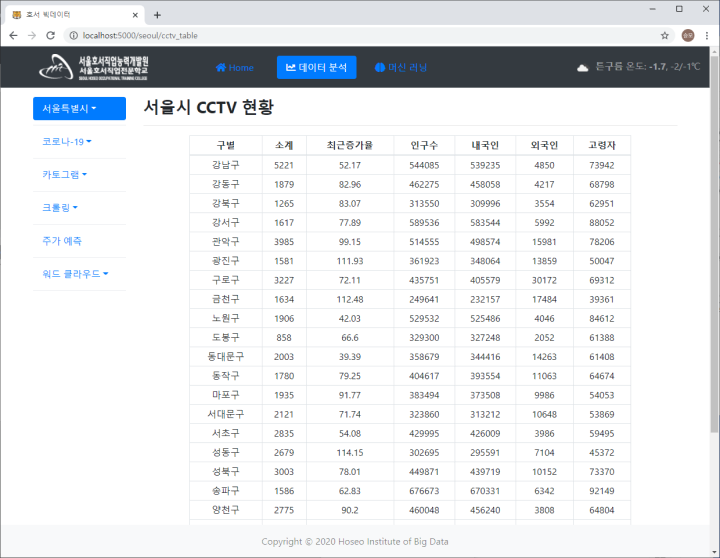 호서 빅데이터
localhost:5000/seoul/cctv_table
서울호서직업능력개발원
서울호서직업전문학교
SEOUL HOSEO OCCUPATIONAL TRAINING COLLEGE
Home
데이터 분석
머신 러닝
튼구름 온도: -1.7, -2/-1℃
서울특별시
코로나-19
카토그램
크롤링
주가 예측
워드 클라우드
서울시 CCTV 현황
구별 소계 최근증가율 인구수 내국인 외국인 고령자
강남구 5221 52.17 544085 539235 4850 73942
강동구 1879 82.96 462275 458058 4217 68798
강북구 1265 83.07 313550 309996 3554 62951
강서구 1617 77.89 589536 583544 5992 88052
관악구 3985 99.15 514555 498574 15981 78206
광진구 1581 111.93 361923 348064 13859 50047
구로구 3227 72.11 435751 405579 30172 69312
금천구 1634 112.48 249641 232157 17484 39361
노원구 1906 42.03 529532 525486 4046 84612
도봉구 858 66.6 329300 327248 2052 61388
동대문구 2003 39.39 358679 344416 14263 61408
동작구 1780 79.25 404617 393554 11063 64674
마포구 1935 91.77 383494 373508 9986 54053
서대문구 2121 71.74 323860 313212 10648 53869
서초구 2835 54.08 429995 426009 3986 59495
성동구 2679 114.15 302695 295591 7104 45372
성북구 3003 78.01 449871 439719 10152 73370
송파구 1586 62.83 676673 670331 6342 92149
양천구 2775 90.2 460048 456240 3808 64804
Copyright © 2020 Hoseo Institute of Big Data